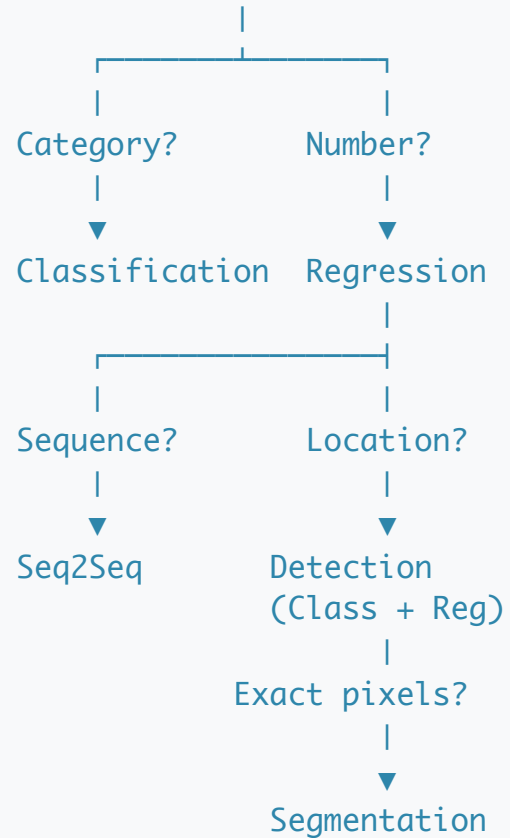 Category? Number?
Classification Regression
Sequence? Location?
Seq2Seq Detection
(Class + Reg)
Exact pixels?
Segmentation